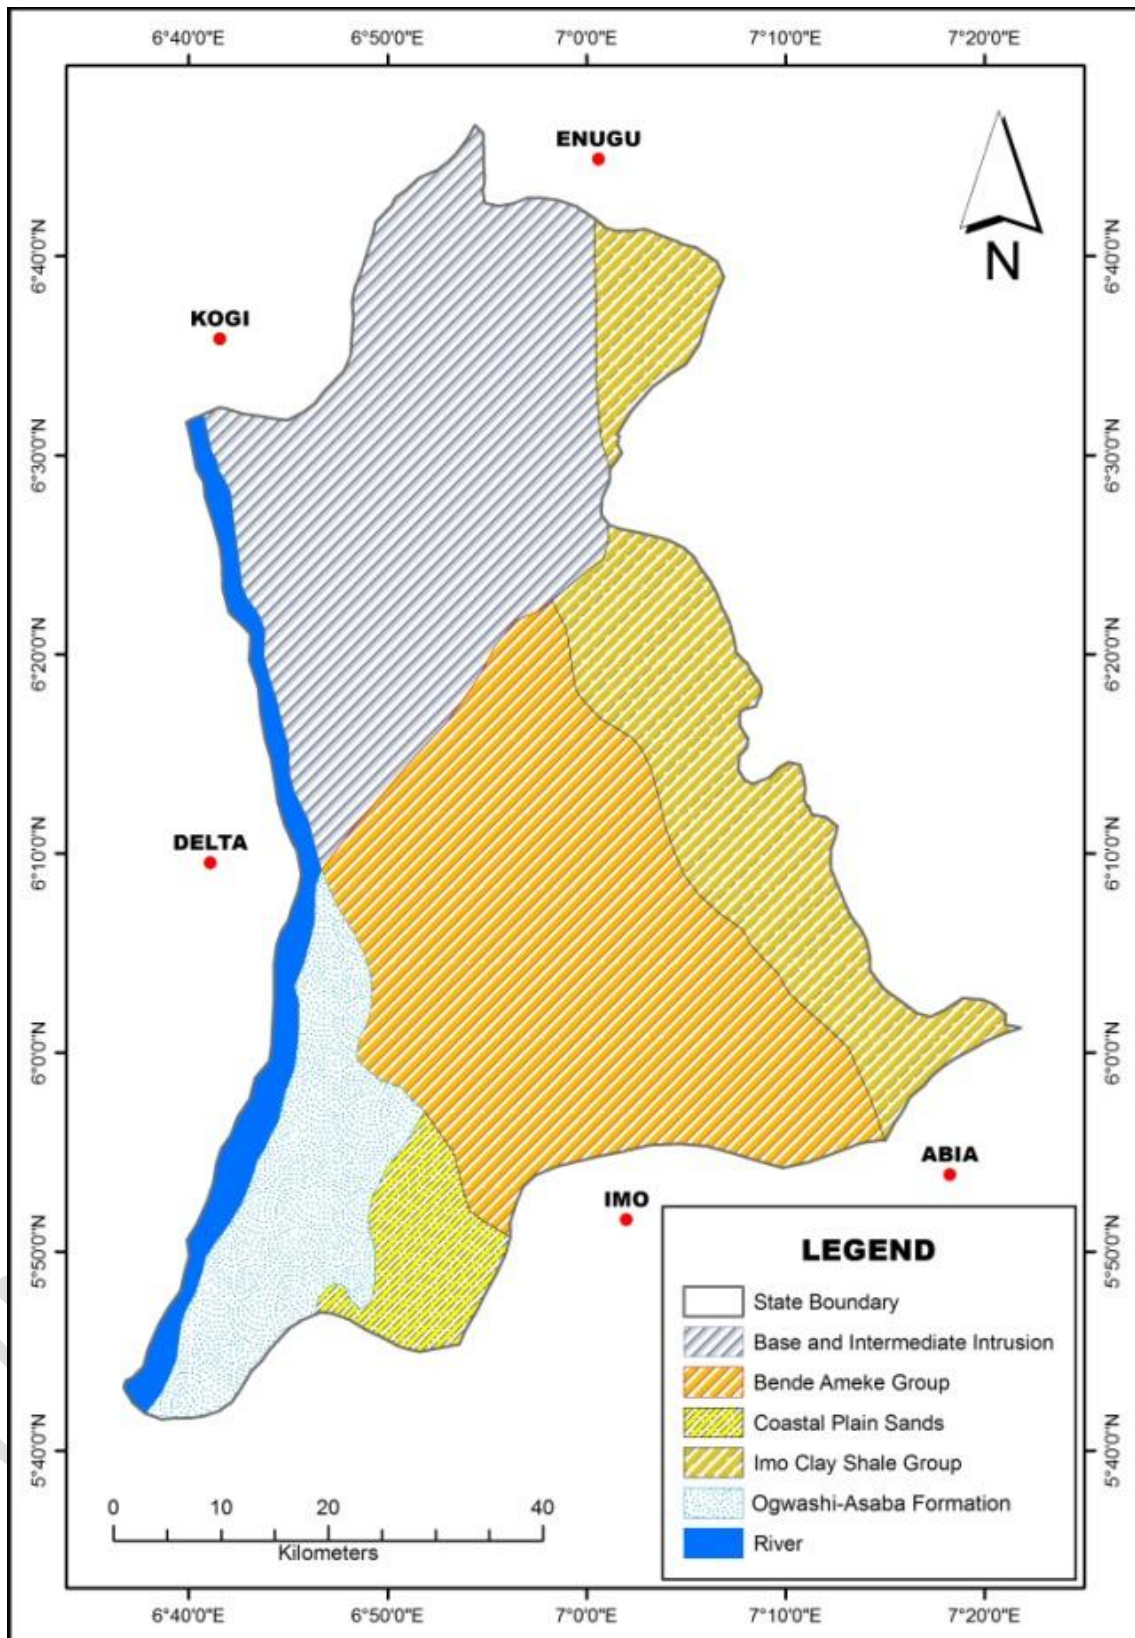 6°40'0"E 6°50'0"E 7°0'0"E 7°10'0"E 7°20'0"E
ENUGU
N
6°40'0"N 6°40'0"N
KOGI
6°30'0"N 6°30'0"N
6°20'0"N 6°20'0"N
DELTA
6°10'0"N 6°10'0"N
6°0'0"N 6°0'0"N
ABIA
IMO
5°50'0"N 5°50'0"N
LEGEND
State Boundary
Base and Intermediate Intrusion
Bende Ameke Group
Coastal Plain Sands
Imo Clay Shale Group
Ogwashi-Asaba Formation
River
5°40'0"N 5°40'0"N
0 10 20 40
Kilometers
6°40'0"E 6°50'0"E 7°0'0"E 7°10'0"E 7°20'0"E